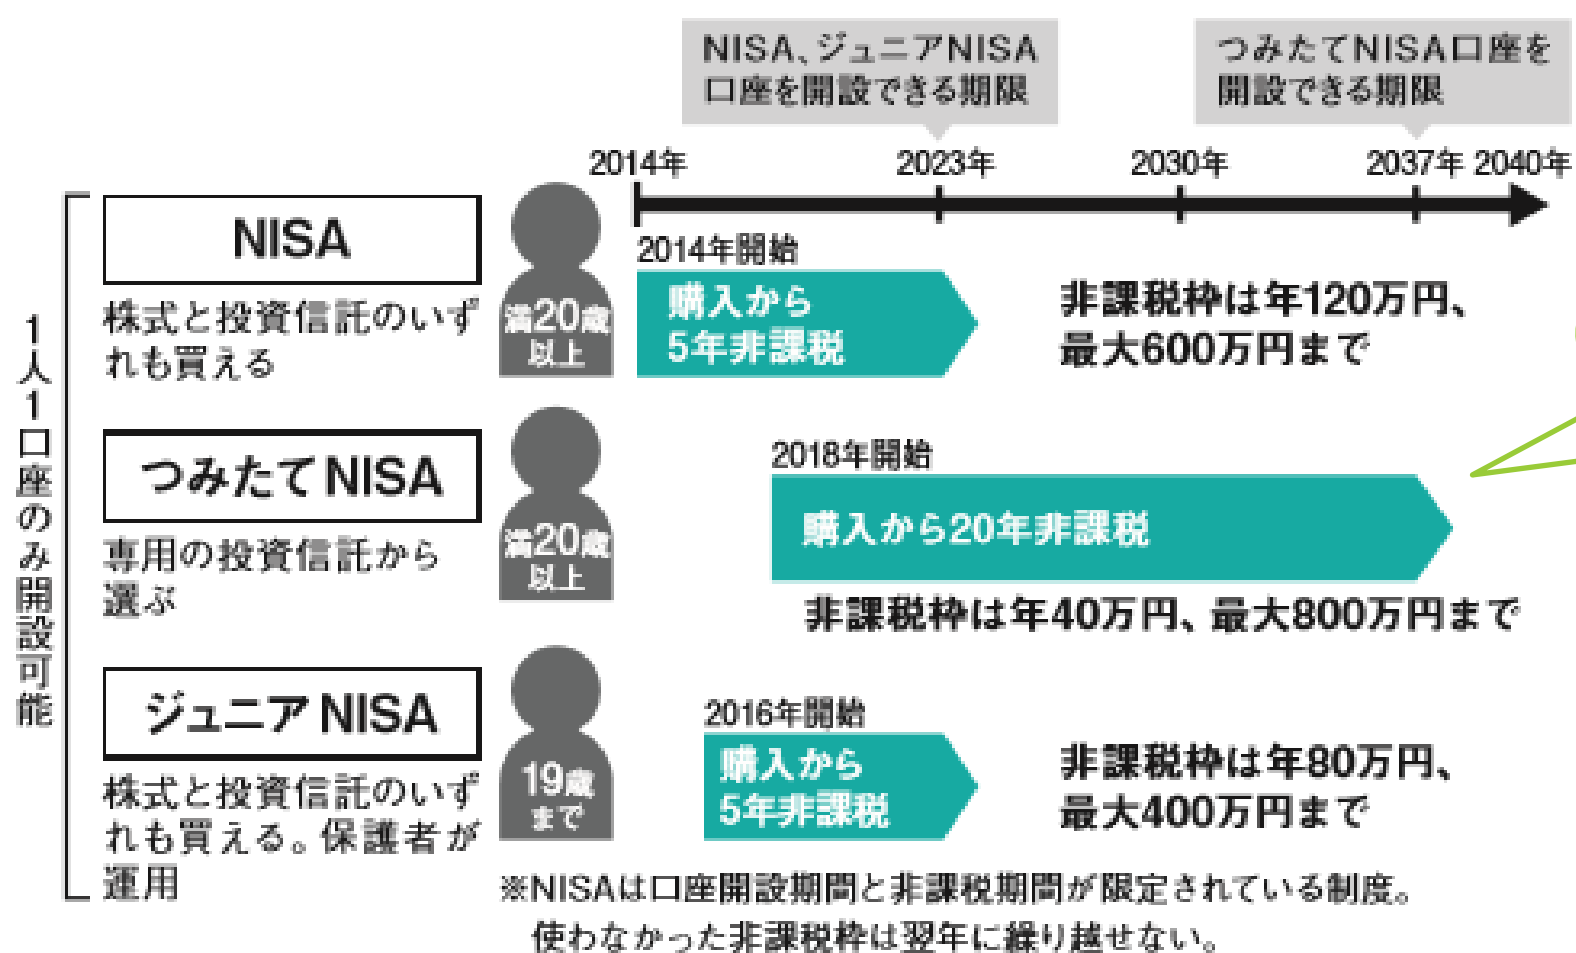 NISA、ジュニアNISA
口座を開設できる期限
つみたてNISA口座を
開設できる期限
2014年
2023年
2030年
2037年
2040年
1人1口座のみ開設可能
NISA
株式と投資信託のいず
れも買える
満20歳
以上
2014年開始
購入から
5年非課税
非課税枠は年120万円、
最大600万円まで
つみたてNISA
専用の投資信託から
選ぶ
満20歳
以上
2018年開始
購入から20年非課税
非課税枠は年40万円、最大800万円まで
ジュニアNISA
株式と投資信託のいず
れも買える。保護者が
運用
19歳
まで
2016年開始
購入から
5年非課税
非課税枠は年80万円、
最大400万円まで
※NISAは口座開設期間と非課税期間が限定されている制度。
使わなかった非課税枠は翌年に繰り越せない。